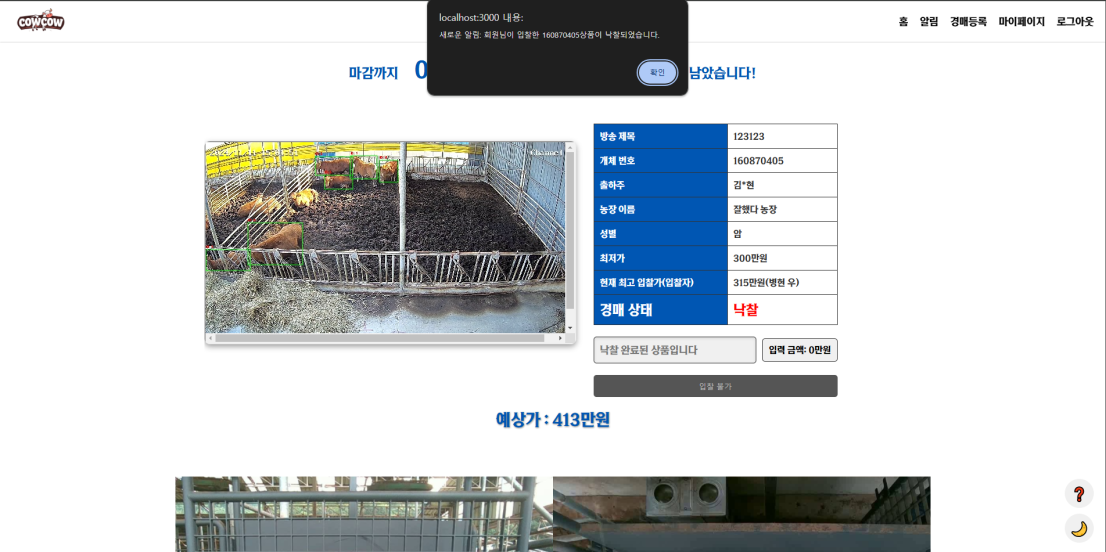 COWCOW
홈 알림 경매등록 마이페이지 로그아웃
localhost:3000 내용:
새로운 알림: 회원님이 입찰한 160870405상품이 낙찰되었습니다.
확인
마감까지 0 남았습니다!
Channel
방송 제목 123123
개체 번호 160870405
출하주 김*현
농장 이름 잘했다 농장
성별 암
최저가 300만원
현재 최고 입찰가(입찰자) 315만원(병현 우)
경매 상태 낙찰
낙찰 완료된 상품입니다 입력 금액: 0만원
입찰 불가
예상가 : 413만원